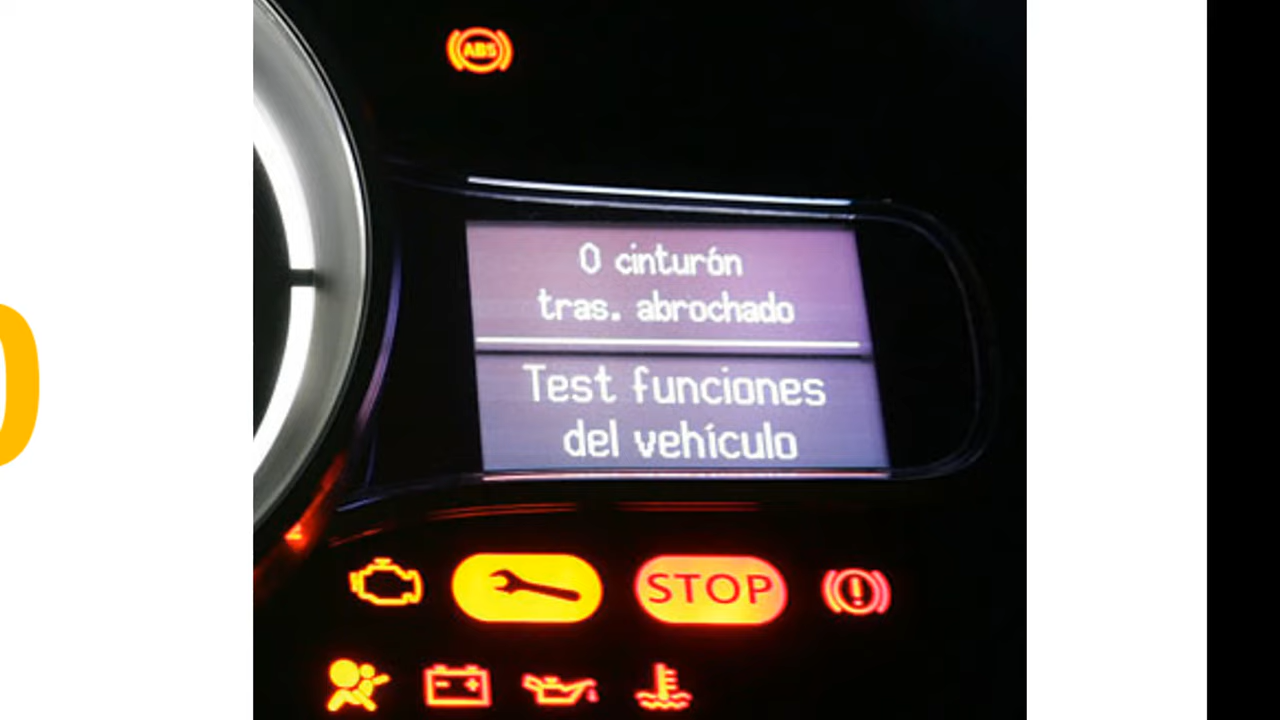 ABS
0 cinturón
tras. abrochado
Test funciones
del vehículo
STOP